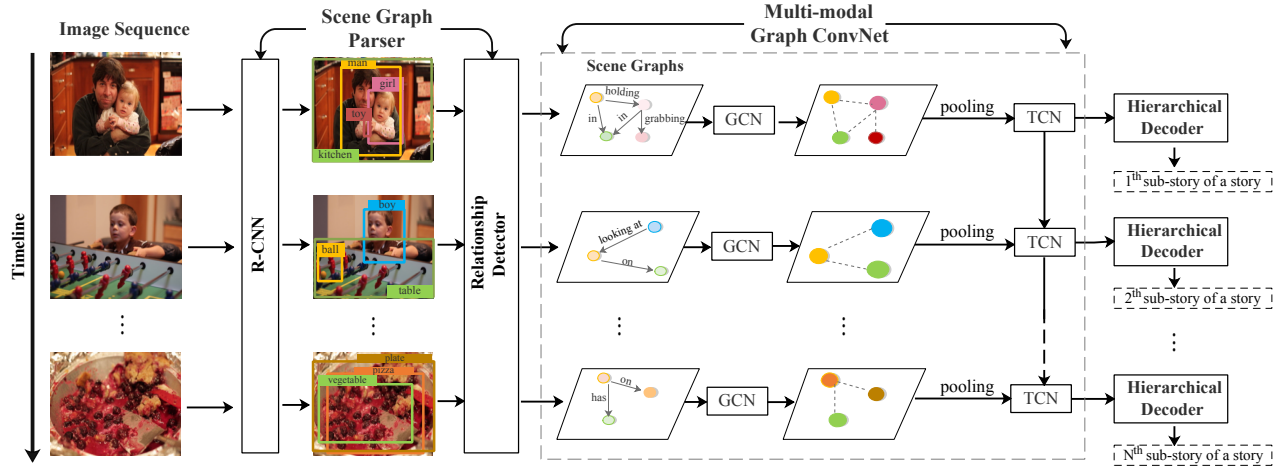 Image Sequence
Scene Graph
Parser
Multi-modal
Graph ConvNet
Timeline
R-CNN
Relationship
Detector
Scene Graphs
man
girl
toy
kitchen
holding
in
in
grabbing
GCN
pooling
TCN
Hierarchical
Decoder
1th sub-story of a story
boy
ball
table
looking at
on
GCN
pooling
TCN
Hierarchical
Decoder
2th sub-story of a story
...
...
...
...
plate
pizza
vegetable
on
has
GCN
pooling
TCN
Hierarchical
Decoder
Nth sub-story of a story